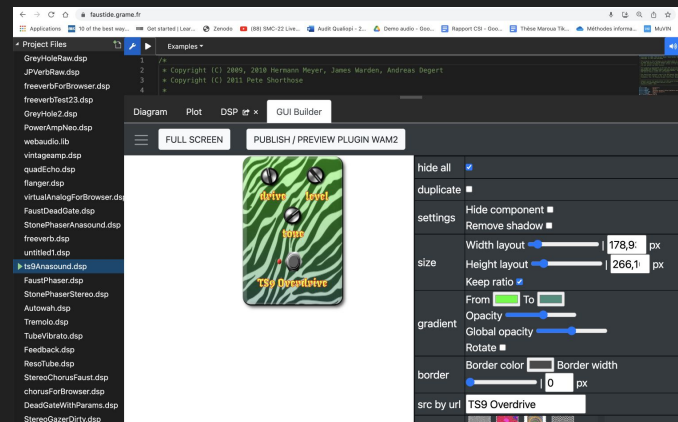 faustide.grame.fr
Applications
10 of the best way...
Get started | Lear...
Zenodo
(88) SMC-22 Live...
Audit Qualiopi - 2...
Demo audio - Goo...
Rapport CSI - Goo...
Thése Maroua Tik...
Méthodes informa...
MuVIN
Project Files
Examples
GreyHoleRaw.dsp
JPVerbRaw.dsp
freeverbForBrowser.dsp
freeverbTest23.dsp
GreyHole2.dsp
PowerAmpNeo.dsp
webaudio.lib
vintageamp.dsp
quadEcho.dsp
flanger.dsp
virtualAnalogForBrowser.dsp
FaustDeadGate.dsp
StonePhaserAnasound.dsp
freeverb.dsp
untitled1.dsp
ts9Anasound.dsp
FaustPhaser.dsp
StonePhaserStereo.dsp
Autowah.dsp
Tremolo.dsp
TubeVibrato.dsp
Feedback.dsp
ResoTube.dsp
StereoChorusFaust.dsp
chorusForBrowser.dsp
DeadGateWithParams.dsp
StereoGazerDirty.dsp
1 /*
2 * Copyright (C) 2009, 2010 Hermann Meyer, James Warden, Andreas Degert
3 * Copyright (C) 2011 Pete Shorthose
4 *
Diagram Plot DSP × GUI Builder
FULL SCREEN PUBLISH / PREVIEW PLUGIN WAM2
drive level
tone
TS9 Overdrive
hide all
duplicate
settings
Hide component
Remove shadow
size
Width layout | 178,9 px
Height layout | 266,1 px
Keep ratio
gradient
From To
Opacity
Global opacity
Rotate
border
Border color Border width
| 0 px
src by url TS9 Overdrive